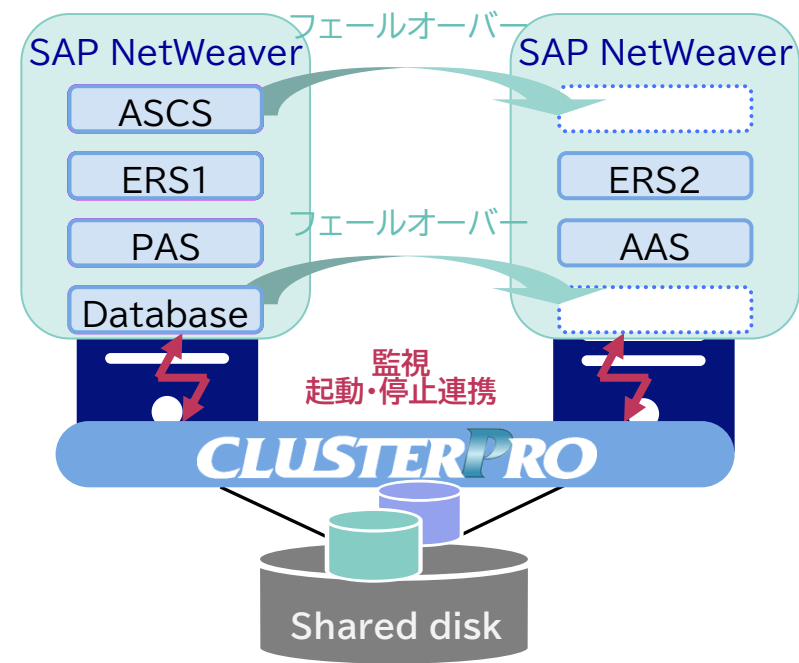 フェールオーバー
SAP NetWeaver
SAP NetWeaver
ASCS
ERS1
ERS2
フェールオーバー
PAS
AAS
Database
監視
起動・停止連携
CLUSTERPRO
Shared disk